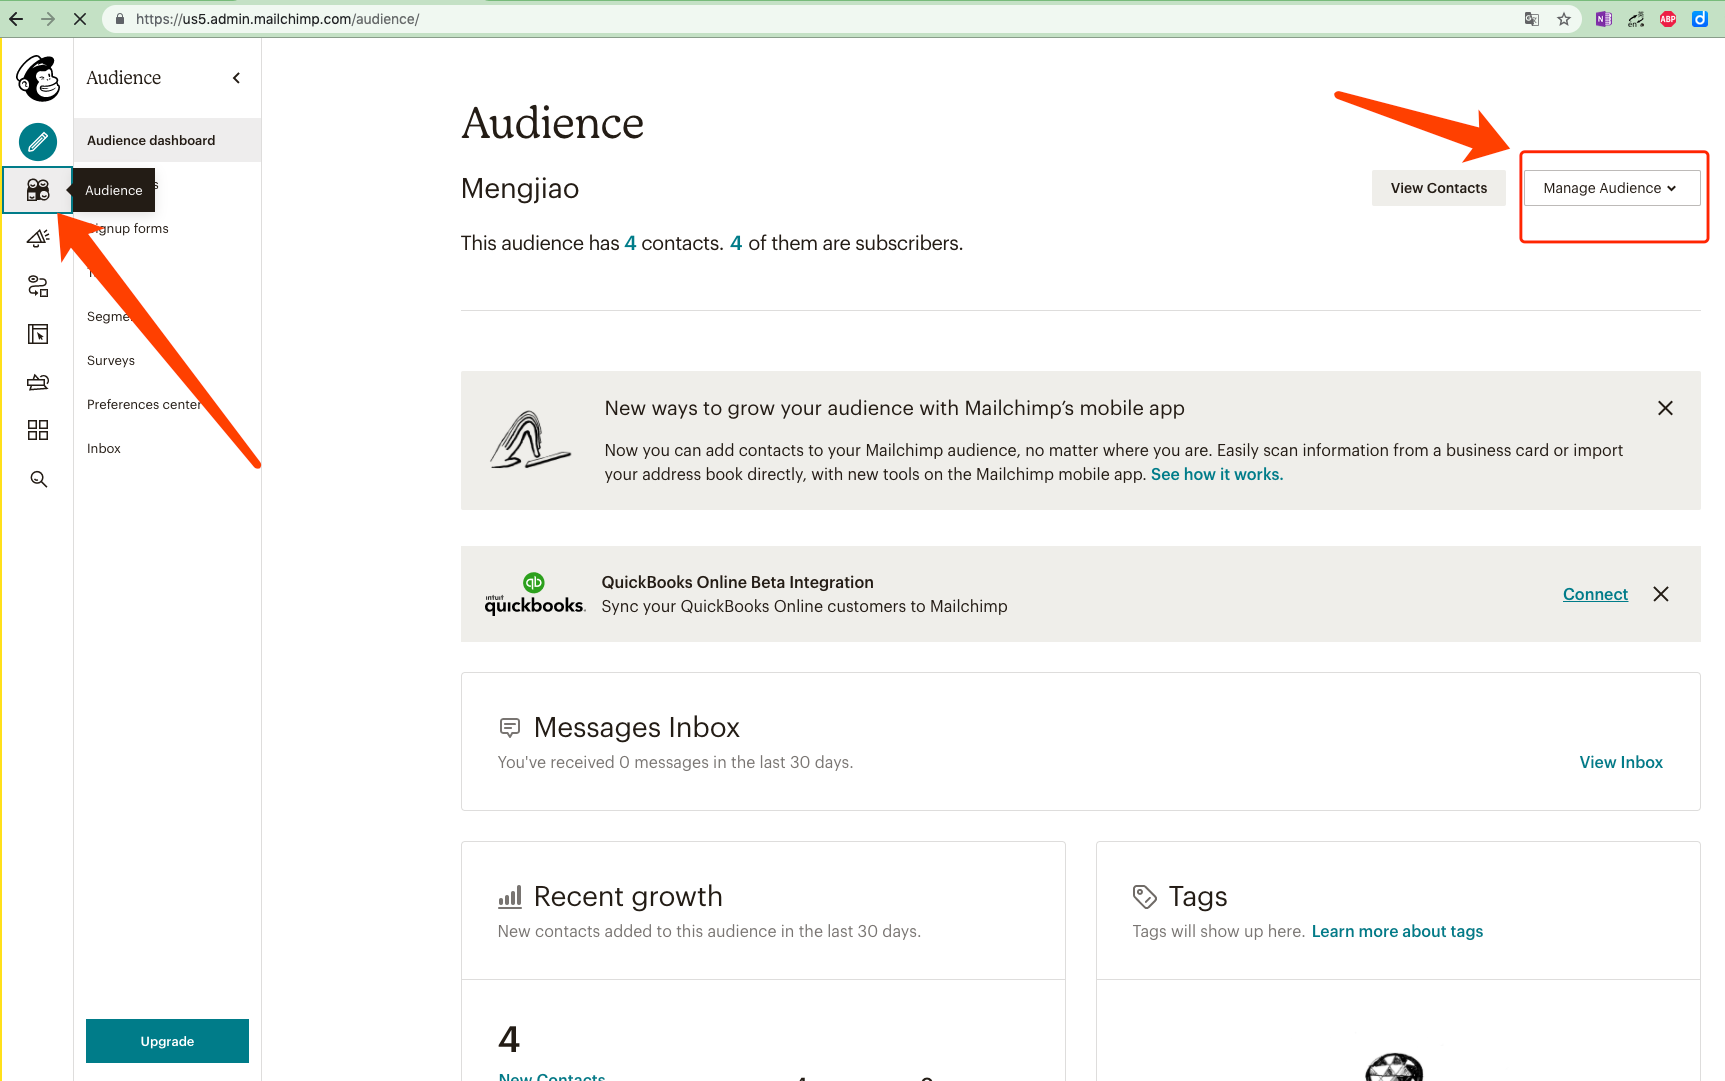 https://us5.admin.mailchimp.com/audience/
ABP
Audience
Audience dashboard
Audience
Signup forms
Surveys
Preferences center
Inbox
Upgrade
Audience
Mengjiao
View Contacts
Manage Audience
This audience has 4 contacts. 4 of them are subscribers.
New ways to grow your audience with Mailchimp’s mobile app
Now you can add contacts to your Mailchimp audience, no matter where you are. Easily scan information from a business card or import
your address book directly, with new tools on the Mailchimp mobile app. See how it works.
qb
intuit
quickbooks.
QuickBooks Online Beta Integration
Sync your QuickBooks Online customers to Mailchimp
Connect
Messages Inbox
You've received 0 messages in the last 30 days.
View Inbox
Recent growth
New contacts added to this audience in the last 30 days.
4
New Contacts
Tags
Tags will show up here. Learn more about tags